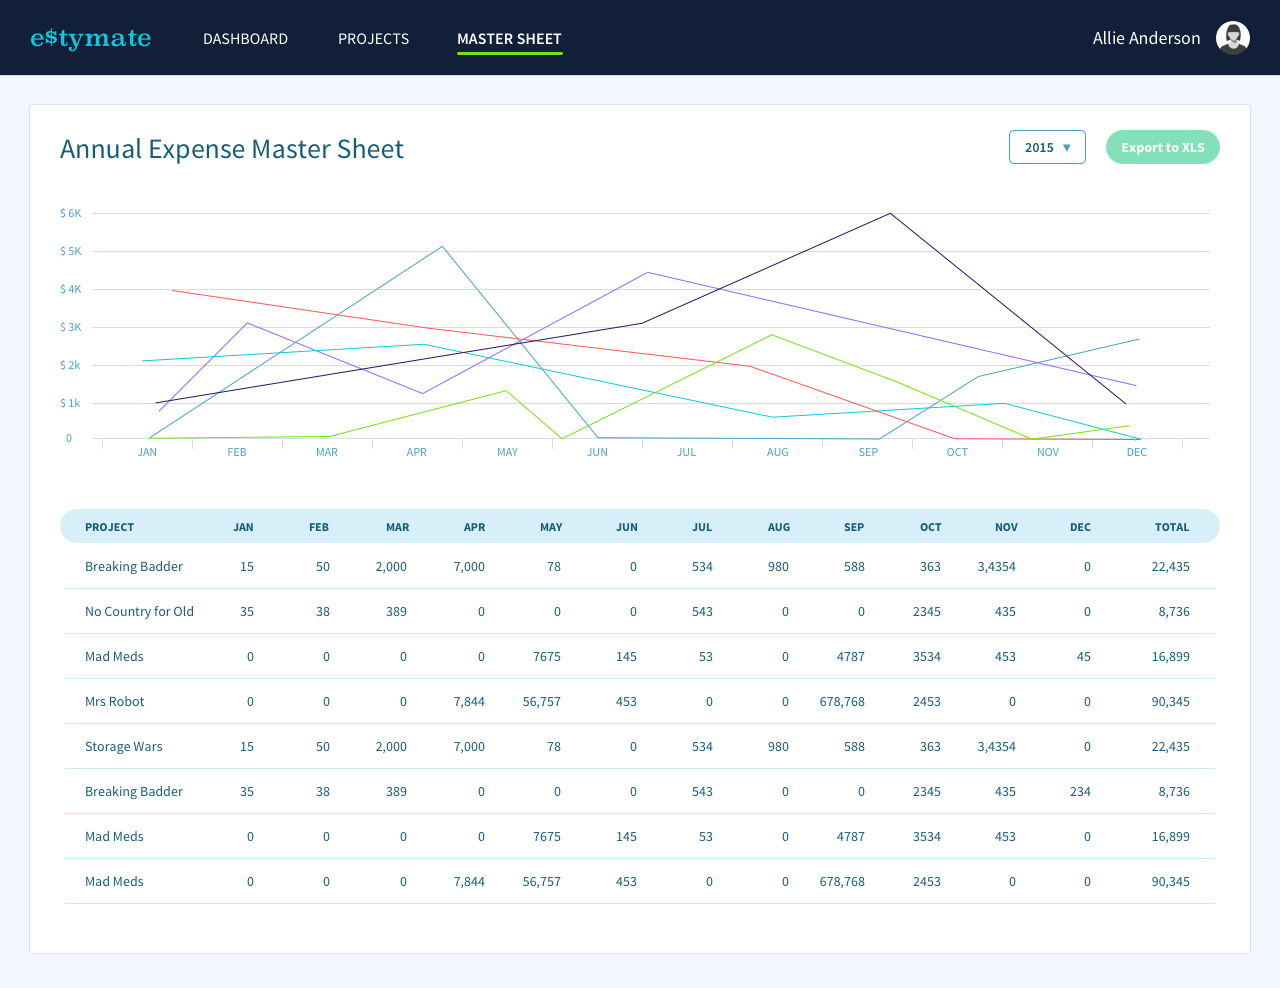 e$tymate DASHBOARD PROJECTS MASTER SHEET Allie Anderson
Annual Expense Master Sheet 2015 ▼ Export to XLS
$ 6K
$ 5K
$ 4K
$ 3K
$ 2k
$ 1k
0
JAN FEB MAR APR MAY JUN JUL AUG SEP OCT NOV DEC
PROJECT JAN FEB MAR APR MAY JUN JUL AUG SEP OCT NOV DEC TOTAL
Breaking Badder 15 50 2,000 7,000 78 0 534 980 588 363 3,4354 0 22,435
No Country for Old 35 38 389 0 0 0 543 0 0 2345 435 0 8,736
Mad Meds 0 0 0 0 7675 145 53 0 4787 3534 453 45 16,899
Mrs Robot 0 0 0 7,844 56,757 453 0 0 678,768 2453 0 0 90,345
Storage Wars 15 50 2,000 7,000 78 0 534 980 588 363 3,4354 0 22,435
Breaking Badder 35 38 389 0 0 0 543 0 0 2345 435 234 8,736
Mad Meds 0 0 0 0 7675 145 53 0 4787 3534 453 0 16,899
Mad Meds 0 0 0 7,844 56,757 453 0 0 678,768 2453 0 0 90,345